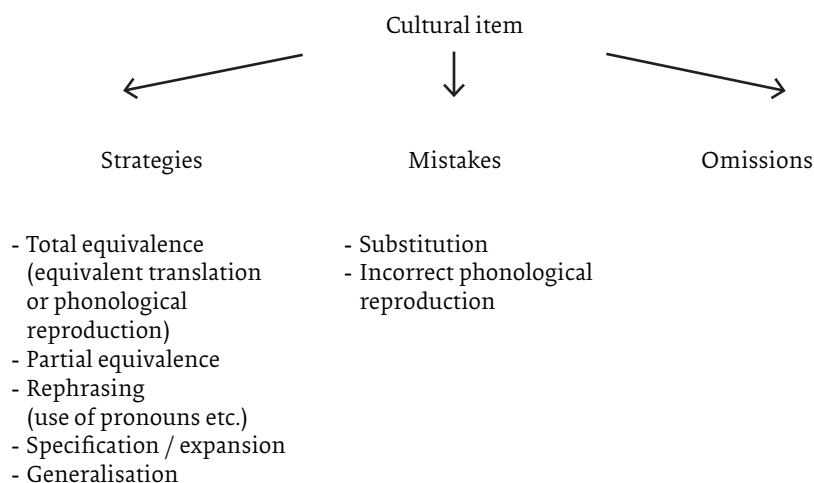 Cultural item
Strategies
Mistakes
Omissions
- Total equivalence
(equivalent translation
or phonological
reproduction)
- Partial equivalence
- Rephrasing
(use of pronouns etc.)
- Specification / expansion
- Generalisation
- Substitution
- Incorrect phonological
reproduction